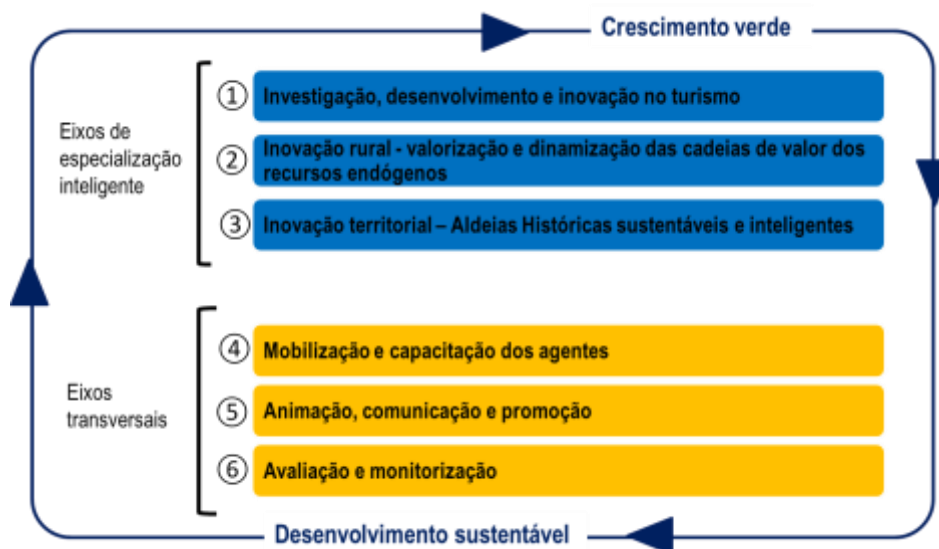 Crescimento verde
Eixos de
especialização
inteligente
① Investigação, desenvolvimento e inovação no turismo
② Inovação rural - valorização e dinamização das cadeias de valor dos
recursos endógenos
③ Inovação territorial – Aldeias Históricas sustentáveis e inteligentes
Eixos
transversais
④ Mobilização e capacitação dos agentes
⑤ Animação, comunicação e promoção
⑥ Avaliação e monitorização
Desenvolvimento sustentável